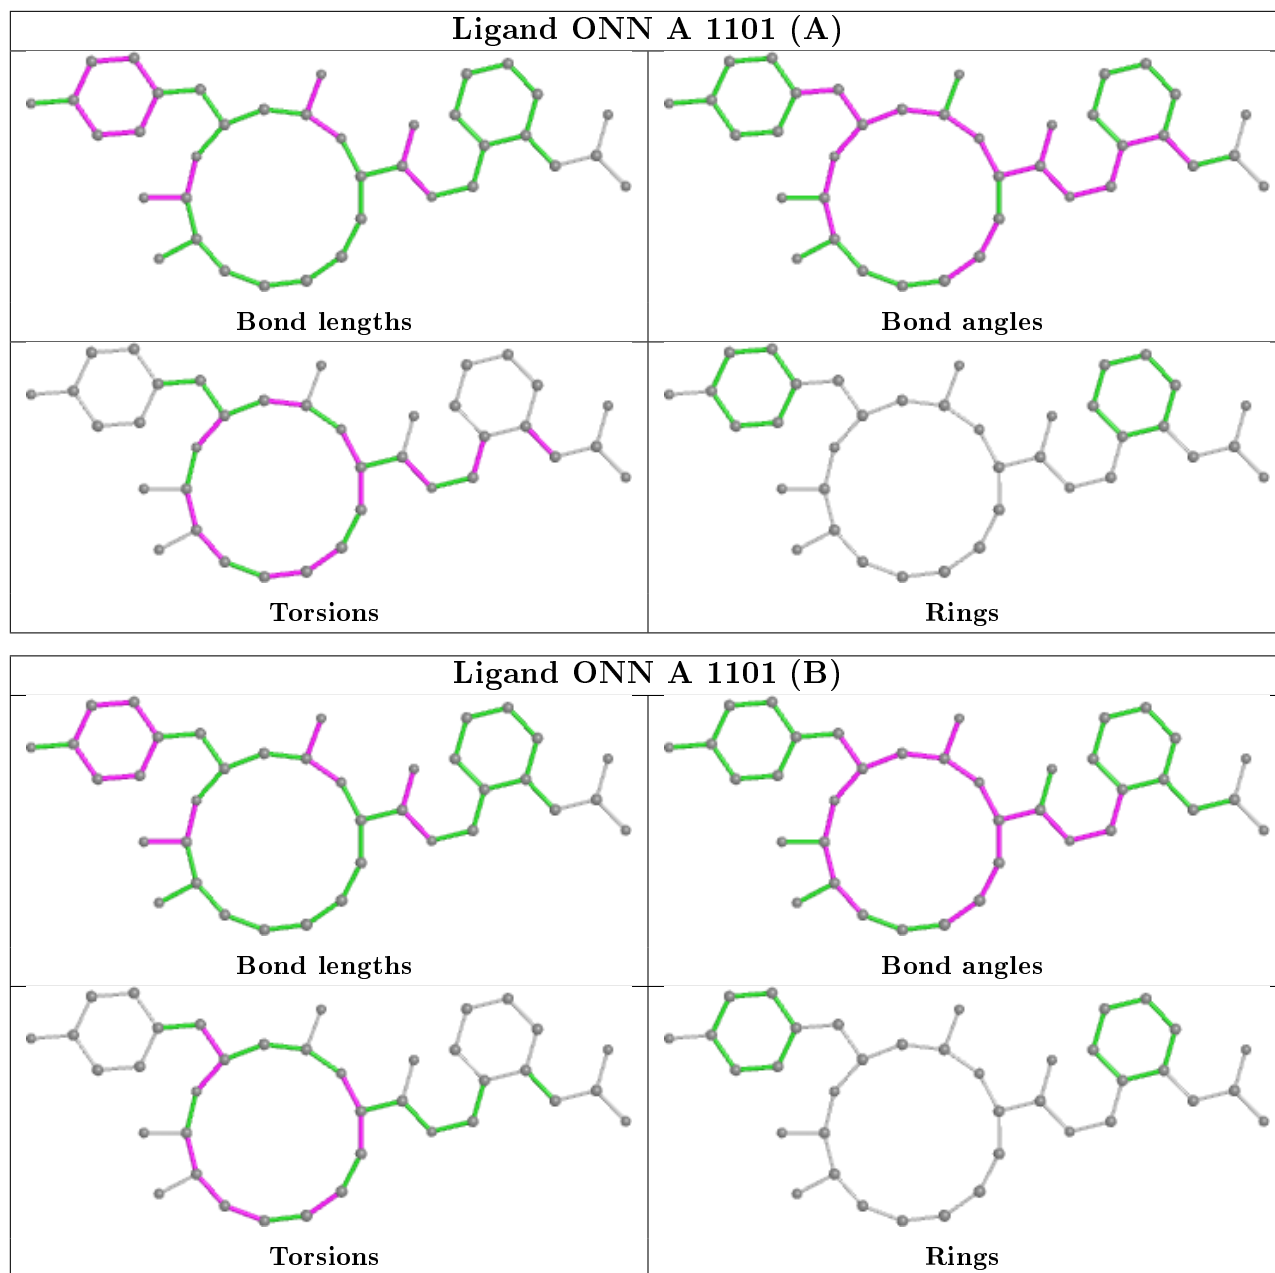 Ligand ONN A 1101 (A)
Bond lengths
Bond angles
Torsions
Rings
Ligand ONN A 1101 (B)
Bond lengths
Bond angles
Torsions
Rings